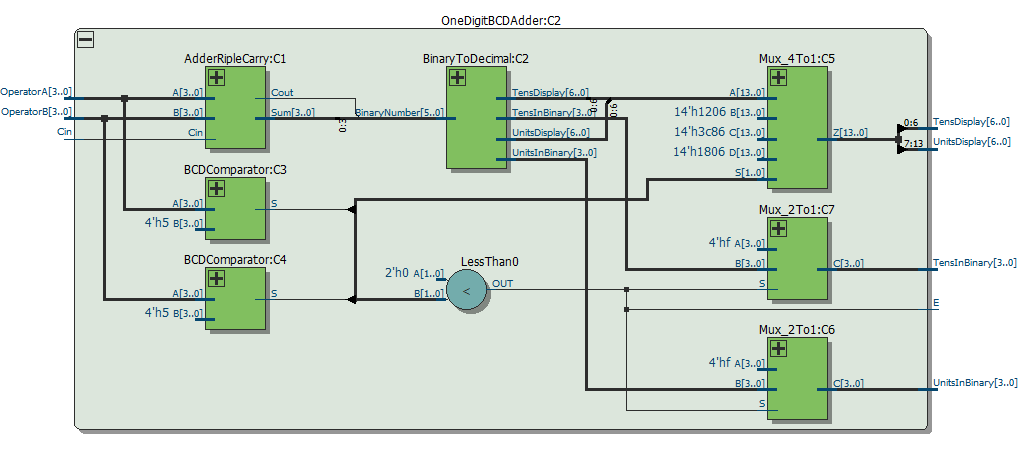 OneDigitBCDAdder:C2
AdderRipleCarry:C1
OperatorA[3..0]
A[3..0]
Cout
OperatorB[3..0]
B[3..0]
Sum[3..0]
0:3
Cin
Cin
BCDComparator:C3
A[3..0]
S
4'h5 B[3..0]
BCDComparator:C4
A[3..0]
S
4'h5 B[3..0]
BinaryToDecimal:C2
BinaryNumber[5..0]
TensDisplay[6..0]
TensInBinary[3..0]
UnitsDisplay[6..0]
UnitsInBinary[3..0]
0:6
0:6
LessThan0
2'h0 A[1..0]
B[1..0]
<
OUT
Mux_4To1:C5
A[13..0]
14'h1206 B[13..0]
14'h3c86 C[13..0]
14'h1806 D[13..0]
S[1..0]
Z[13..0]
0:6
TensDisplay[6..0]
7:13
UnitsDisplay[6..0]
Mux_2To1:C7
4'hf A[3..0]
B[3..0]
C[3..0]
TensInBinary[3..0]
S
E
Mux_2To1:C6
4'hf A[3..0]
B[3..0]
C[3..0]
UnitsInBinary[3..0]
S